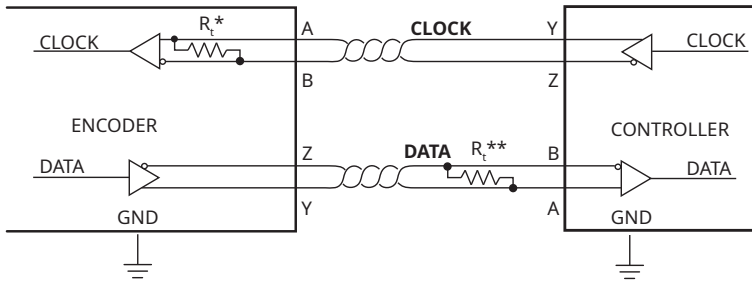 Rt*
A
CLOCK
Y
CLOCK
CLOCK
B
Z
ENCODER
CONTROLLER
Z
DATA
Rt**
B
DATA
DATA
Y
A
GND
GND